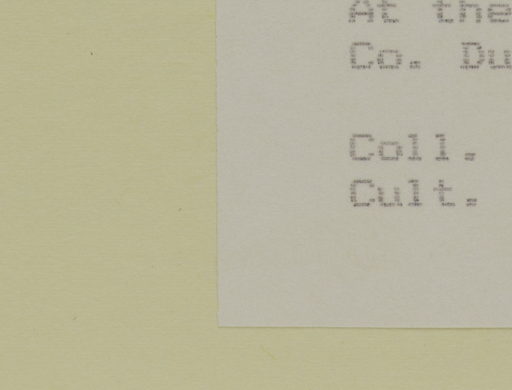 At the
Co. Du
Coll.
Cult.